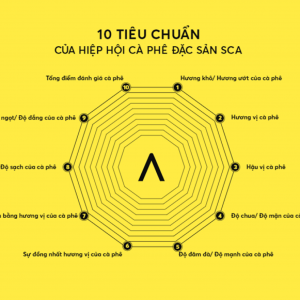 10 TIÊU CHUẨN
CỦA HIỆP HỘI CÀ PHÊ ĐẶC SẢN SCA
Tổng điểm đánh giá cà phê 10
1 Hương khô/ Hương ướt của cà phê
ngọt/ Độ đắng của cà phê 9
2 Hương vị cà phê
Độ sạch của cà phê 8
3 Hậu vị cà phê
bằng hương vị của cà phê 7
4 Độ chua/ Độ mặn của
Sự đồng nhất hương vị của cà phê 6
5 Độ đậm đà/ Độ mạnh của cà phê